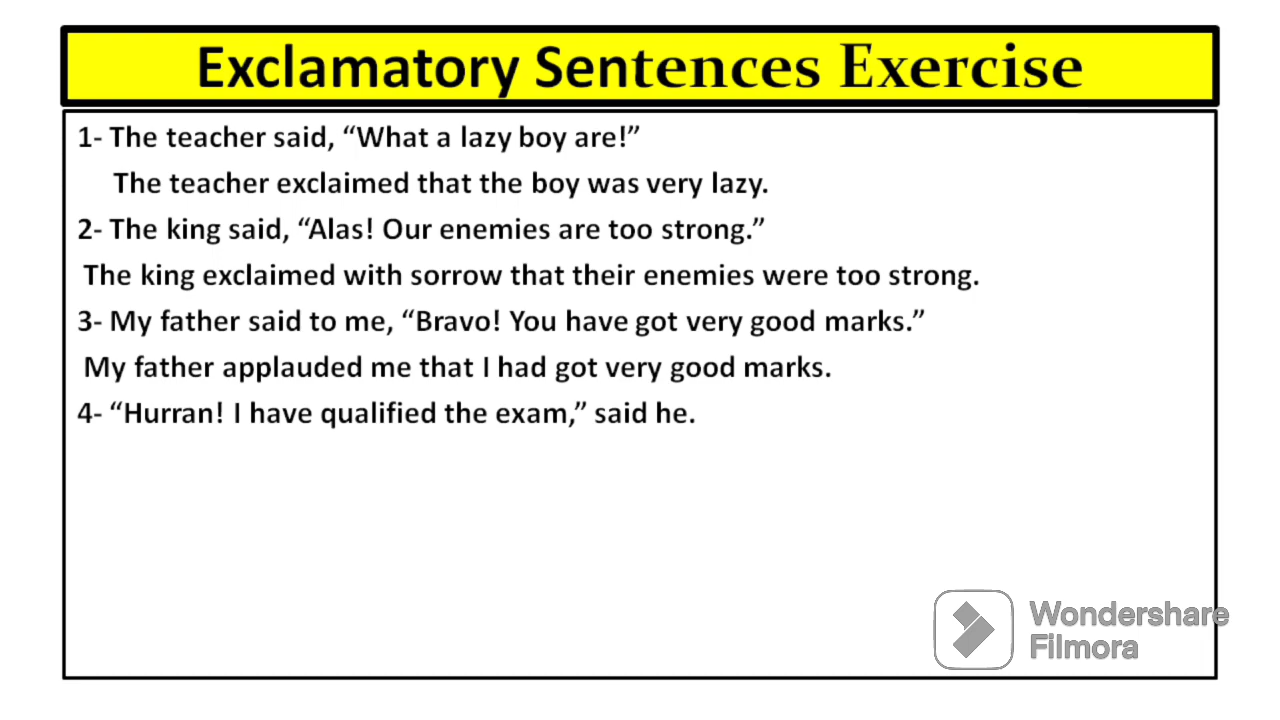 Exclamatory Sentences Exercise
1- The teacher said, “What a lazy boy are!”
The teacher exclaimed that the boy was very lazy.
2- The king said, “Alas! Our enemies are too strong.”
The king exclaimed with sorrow that their enemies were too strong.
3- My father said to me, “Bravo! You have got very good marks.”
My father applauded me that I had got very good marks.
4- “Hurran! I have qualified the exam,” said he.
Wondershare
Filmora